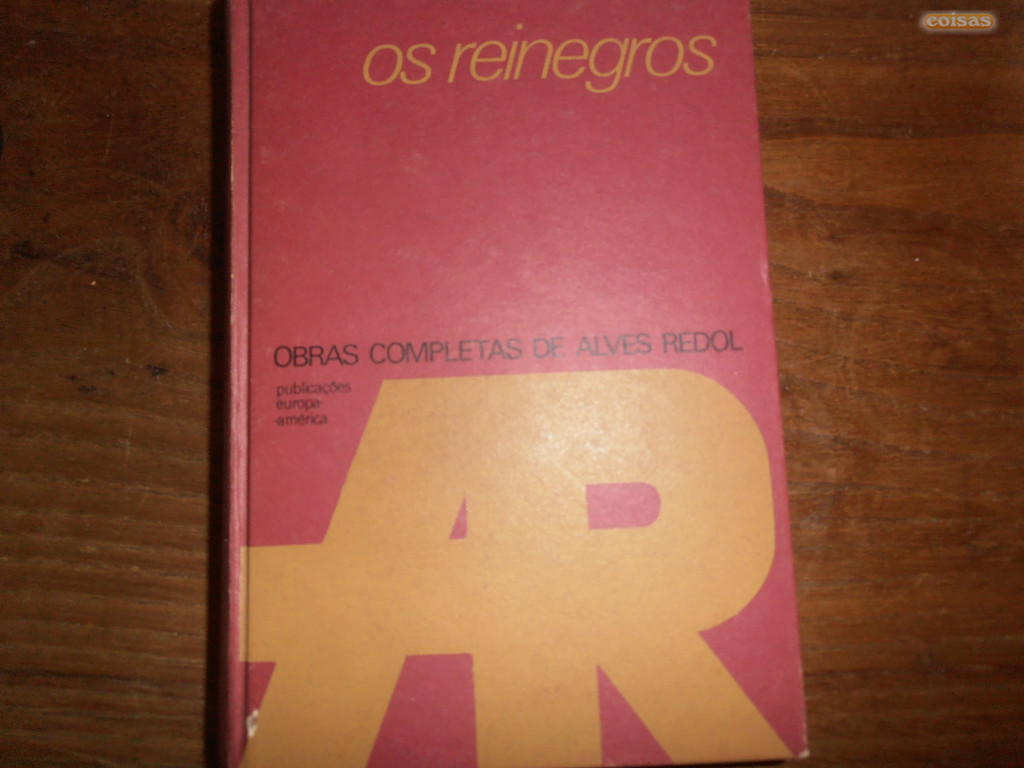 coisas
os reinegros
OBRAS COMPLETAS DE ALVES REDOL
publicações
europa-
-américa
AR